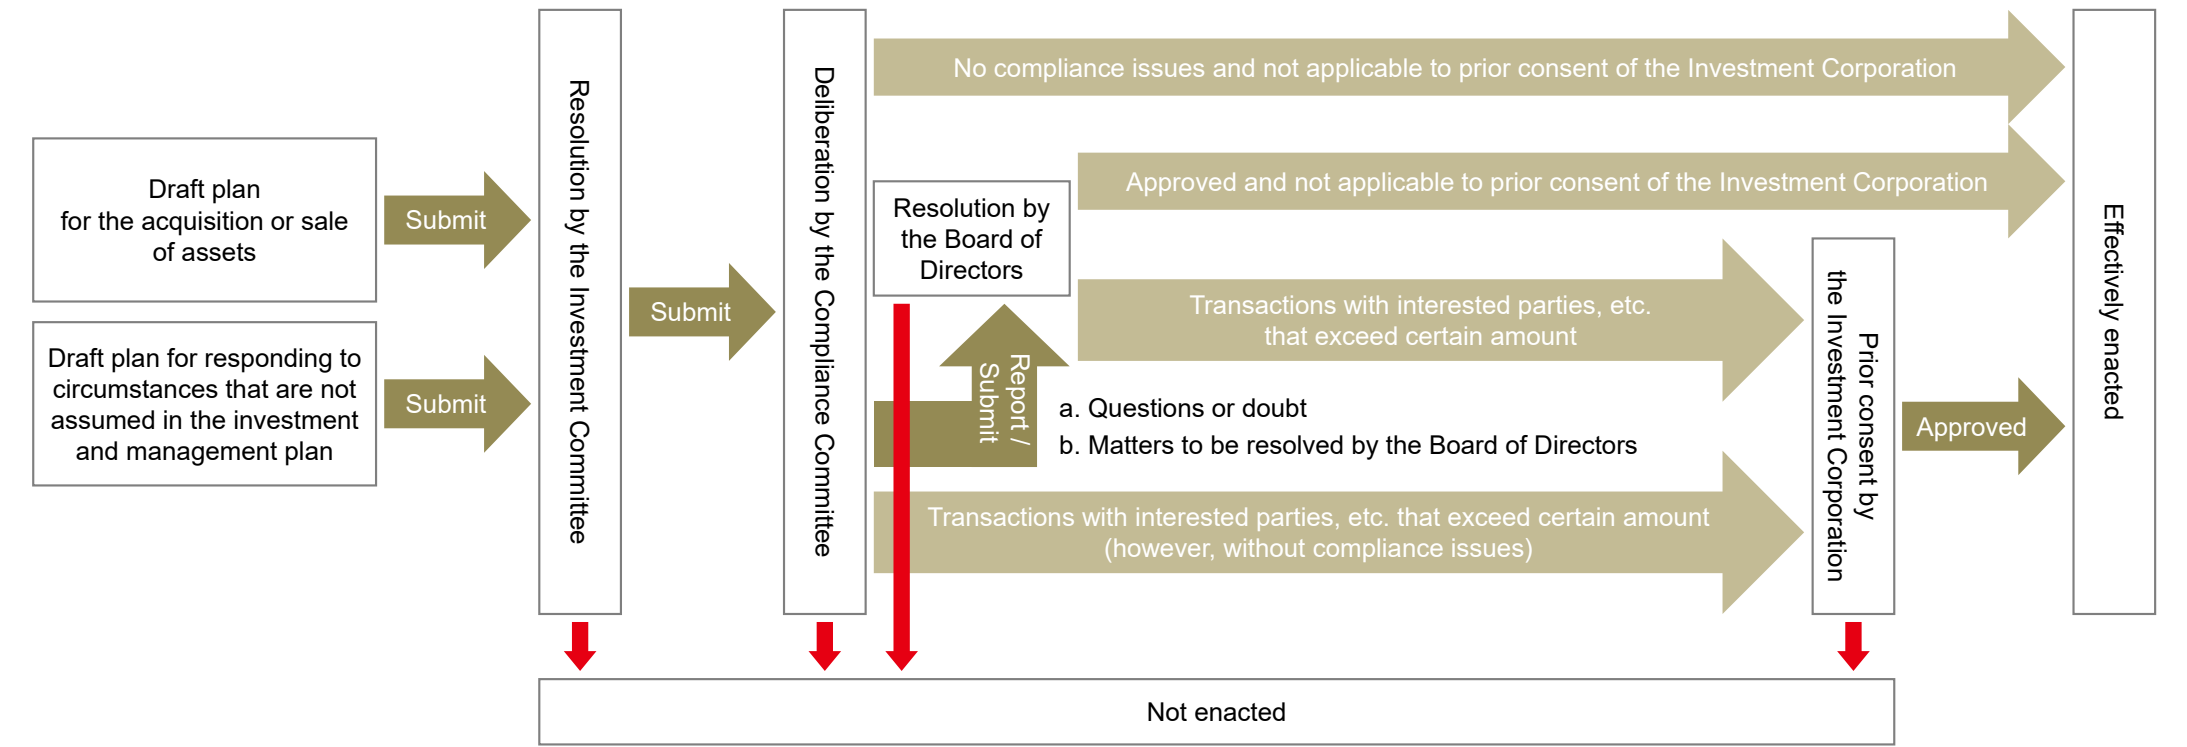 Draft plan
for the acquisition or sale
of assets
Submit
Draft plan for responding to
circumstances that are not
assumed in the investment
and management plan
Submit
Resolution by the Investment Committee
Submit
Deliberation by the Compliance Committee
No compliance issues and not applicable to prior consent of the Investment Corporation
Resolution by
the Board of
Directors
Approved and not applicable to prior consent of the Investment Corporation
Transactions with interested parties, etc.
that exceed certain amount
Report /
Submit
a. Questions or doubt
b. Matters to be resolved by the Board of Directors
Transactions with interested parties, etc. that exceed certain amount
(however, without compliance issues)
Prior consent by
the Investment Corporation
Approved
Effectively enacted
Not enacted